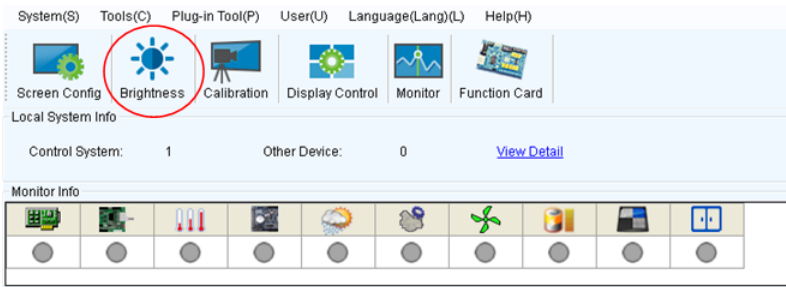 System(S) Tools(C) Plug-in Tool(P) User(U) Language(Lang)(L) Help(H)
Screen Config Brightness Calibration Display Control Monitor Function Card
Local System Info
Control System: 1 Other Device: 0 View Detail
Monitor Info